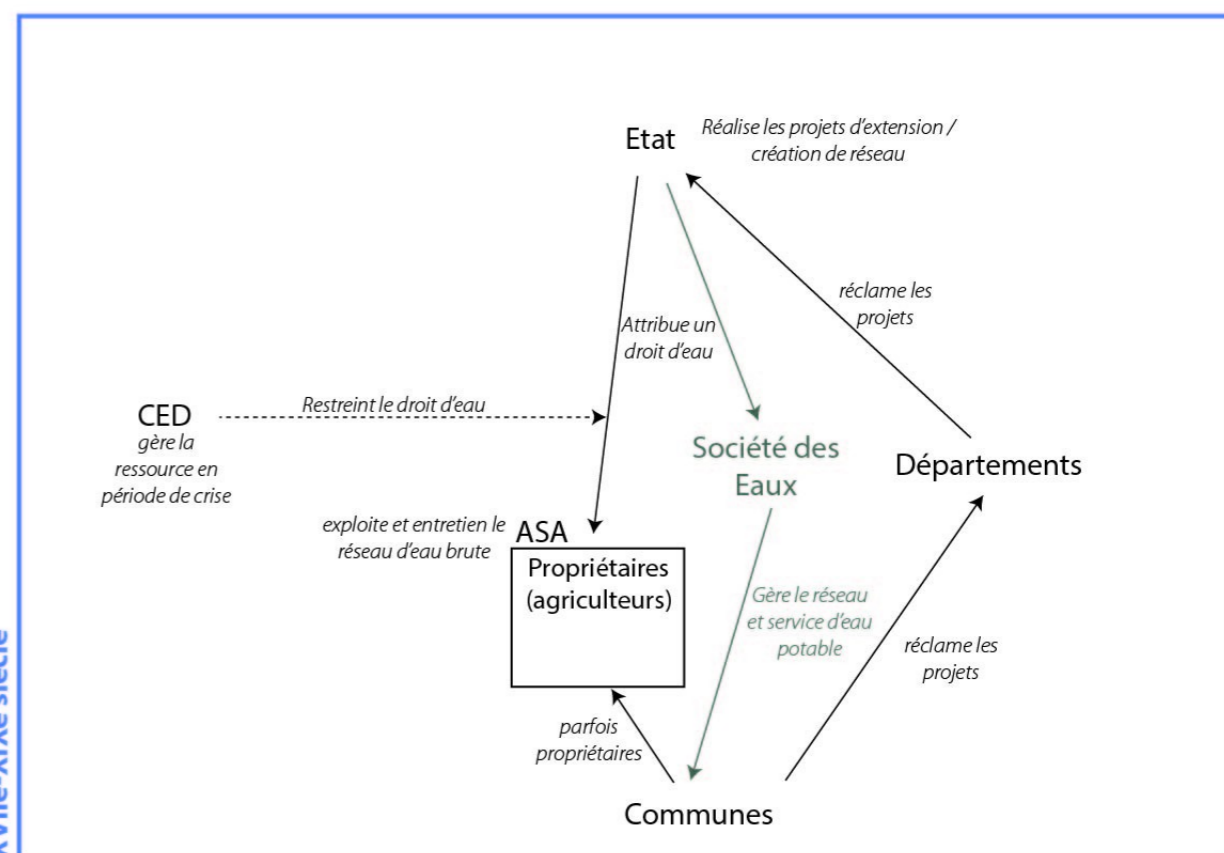 Etat
Réalise les projets d'extension /
création de réseau
réclame les
projets
Attribue un
droit d'eau
CED
gère la
ressource en
période de crise
Restreint le droit d'eau
Société des
Eaux
Départements
exploite et entretien le
réseau d'eau brute
ASA
Propriétaires
(agriculteurs)
Gère le réseau
et service d'eau
potable
réclame les
projets
parfois
propriétaires
Communes
siècle